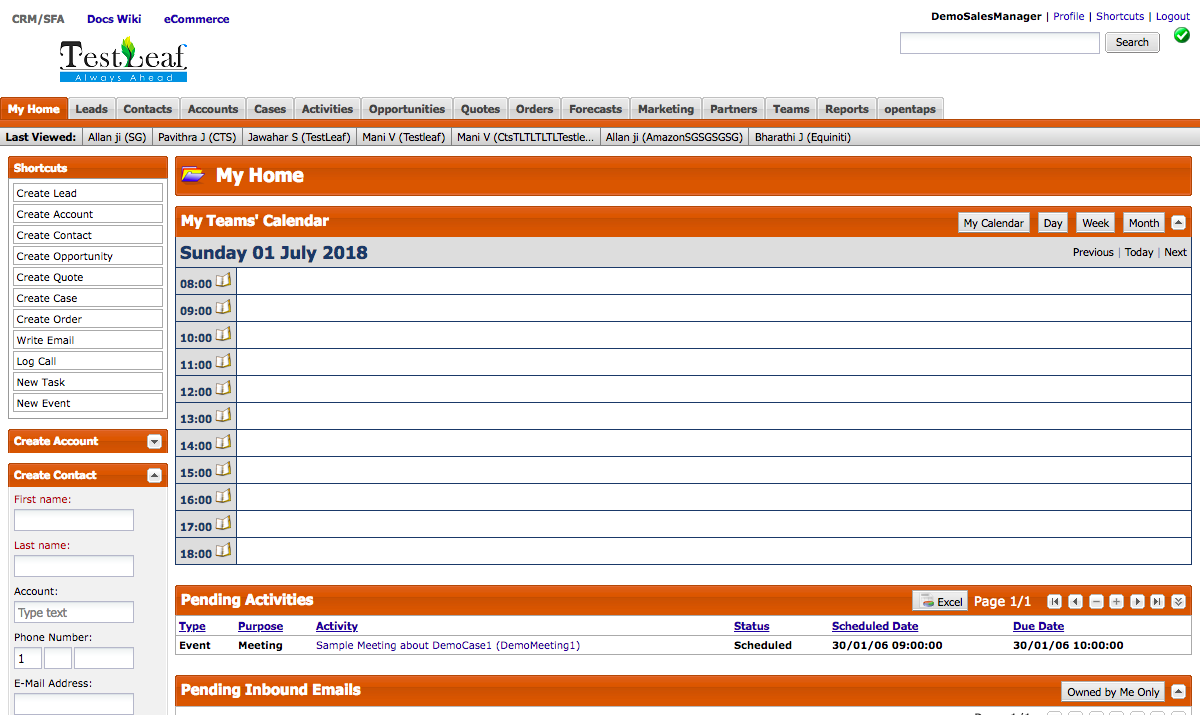 CRM/SFA Docs Wiki eCommerce
DemoSalesManager | Profile | Shortcuts | Logout
TestLeaf
Always Ahead
Search
My Home Leads Contacts Accounts Cases Activities Opportunities Quotes Orders Forecasts Marketing Partners Teams Reports opentaps
Last Viewed: Allan ji (SG) Pavithra J (CTS) Jawahar S (TestLeaf) Mani V (Testleaf) Mani V (CtsTLTLTLTLTestle... Allan ji (AmazonSGSGSGSG) Bharathi J (Equiniti)
Shortcuts
Create Lead
Create Account
Create Contact
Create Opportunity
Create Quote
Create Case
Create Order
Write Email
Log Call
New Task
New Event
Create Account
Create Contact
First name:
Last name:
Account:
Type text
Phone Number:
1
E-Mail Address:
My Home
My Teams' Calendar
My Calendar Day Week Month
Sunday 01 July 2018
Previous | Today | Next
08:00
09:00
10:00
11:00
12:00
13:00
14:00
15:00
16:00
17:00
18:00
Pending Activities
Excel Page 1/1
Type Purpose Activity Status Scheduled Date Due Date
Event Meeting Sample Meeting about DemoCase1 (DemoMeeting1) Scheduled 30/01/06 09:00:00 30/01/06 10:00:00
Pending Inbound Emails
Owned by Me Only